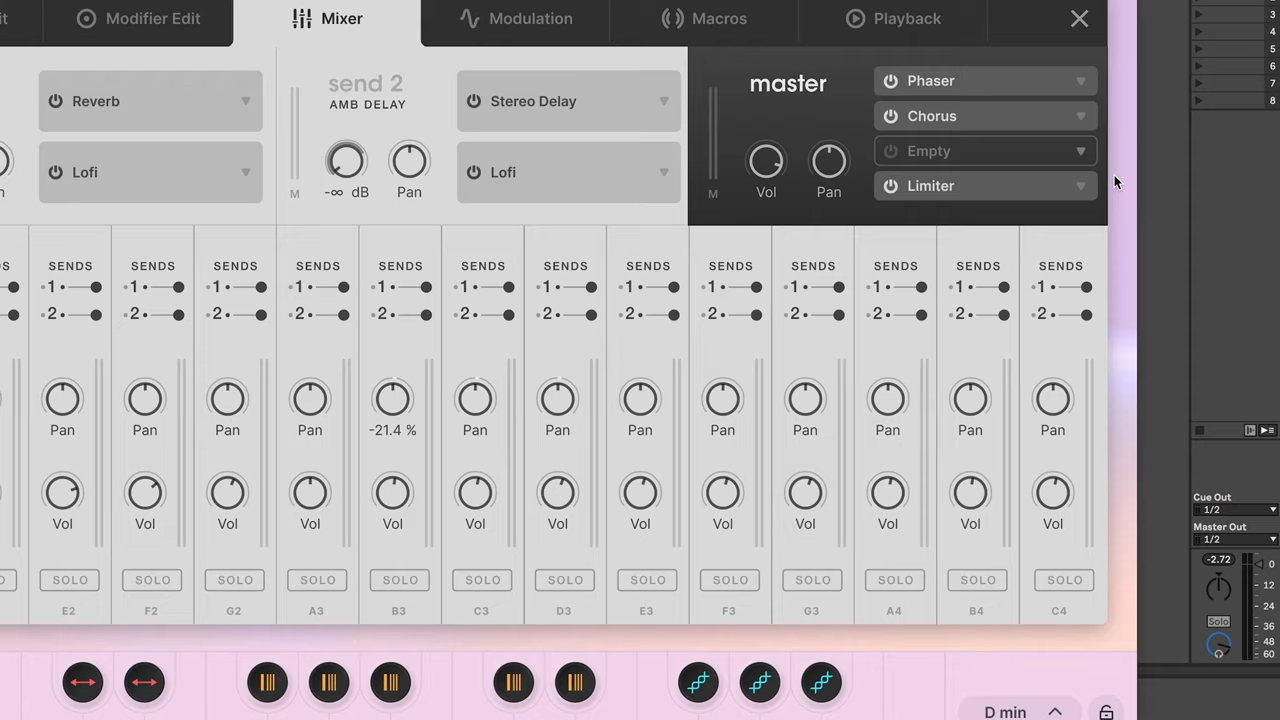 it
Modifier Edit
Mixer
Modulation
Macros
Playback
3
4
5
6
7
8
Reverb
Lofi
n
send 2
AMB DELAY
M
-∞ dB
Pan
Stereo Delay
Lofi
master
M
Vol
Pan
Phaser
Chorus
Empty
Limiter
DS SENDS SENDS SENDS SENDS SENDS SENDS SENDS SENDS SENDS SENDS SENDS SENDS SENDS
1 1 1 1 1 1 1 1 1 1 1 1 1
2 2 2 2 2 2 2 2 2 2 2 2 2
Pan Pan Pan Pan -21.4 % Pan Pan Pan Pan Pan Pan Pan Pan
Vol Vol Vol Vol Vol Vol Vol Vol Vol Vol Vol Vol Vol
O SOLO SOLO SOLO SOLO SOLO SOLO SOLO SOLO SOLO SOLO SOLO SOLO SOLO
E2 F2 G2 A3 B3 C3 D3 E3 F3 G3 A4 B4 C4
D min
Cue Out
1/2
Master Out
1/2
-2.72
0
12
24
36
48
60
Solo